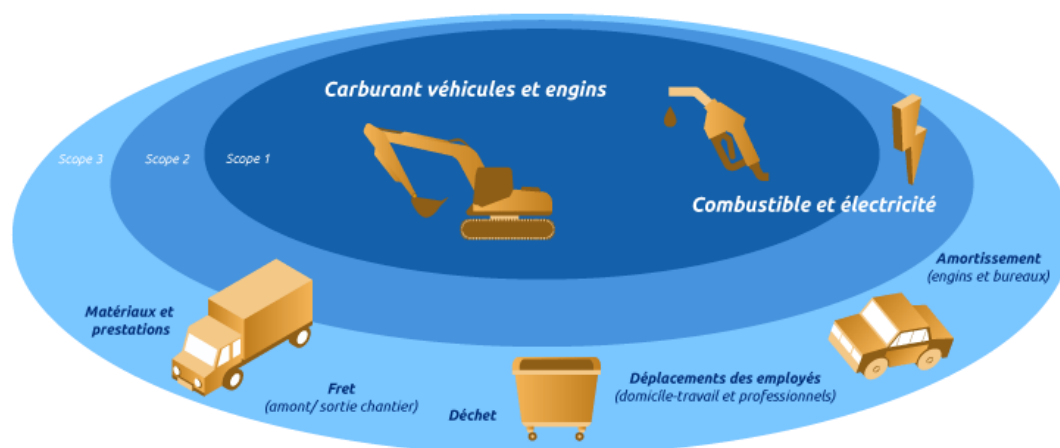 Carburant véhicules et engins
Scope 3
Scope 2
Scope 1
Combustible et électricité
Amortissement
(engins et bureaux)
Matériaux et
prestations
Fret
(amont/ sortie chantier)
Déchet
Déplacements des employés
(domicile-travail et professionnels)